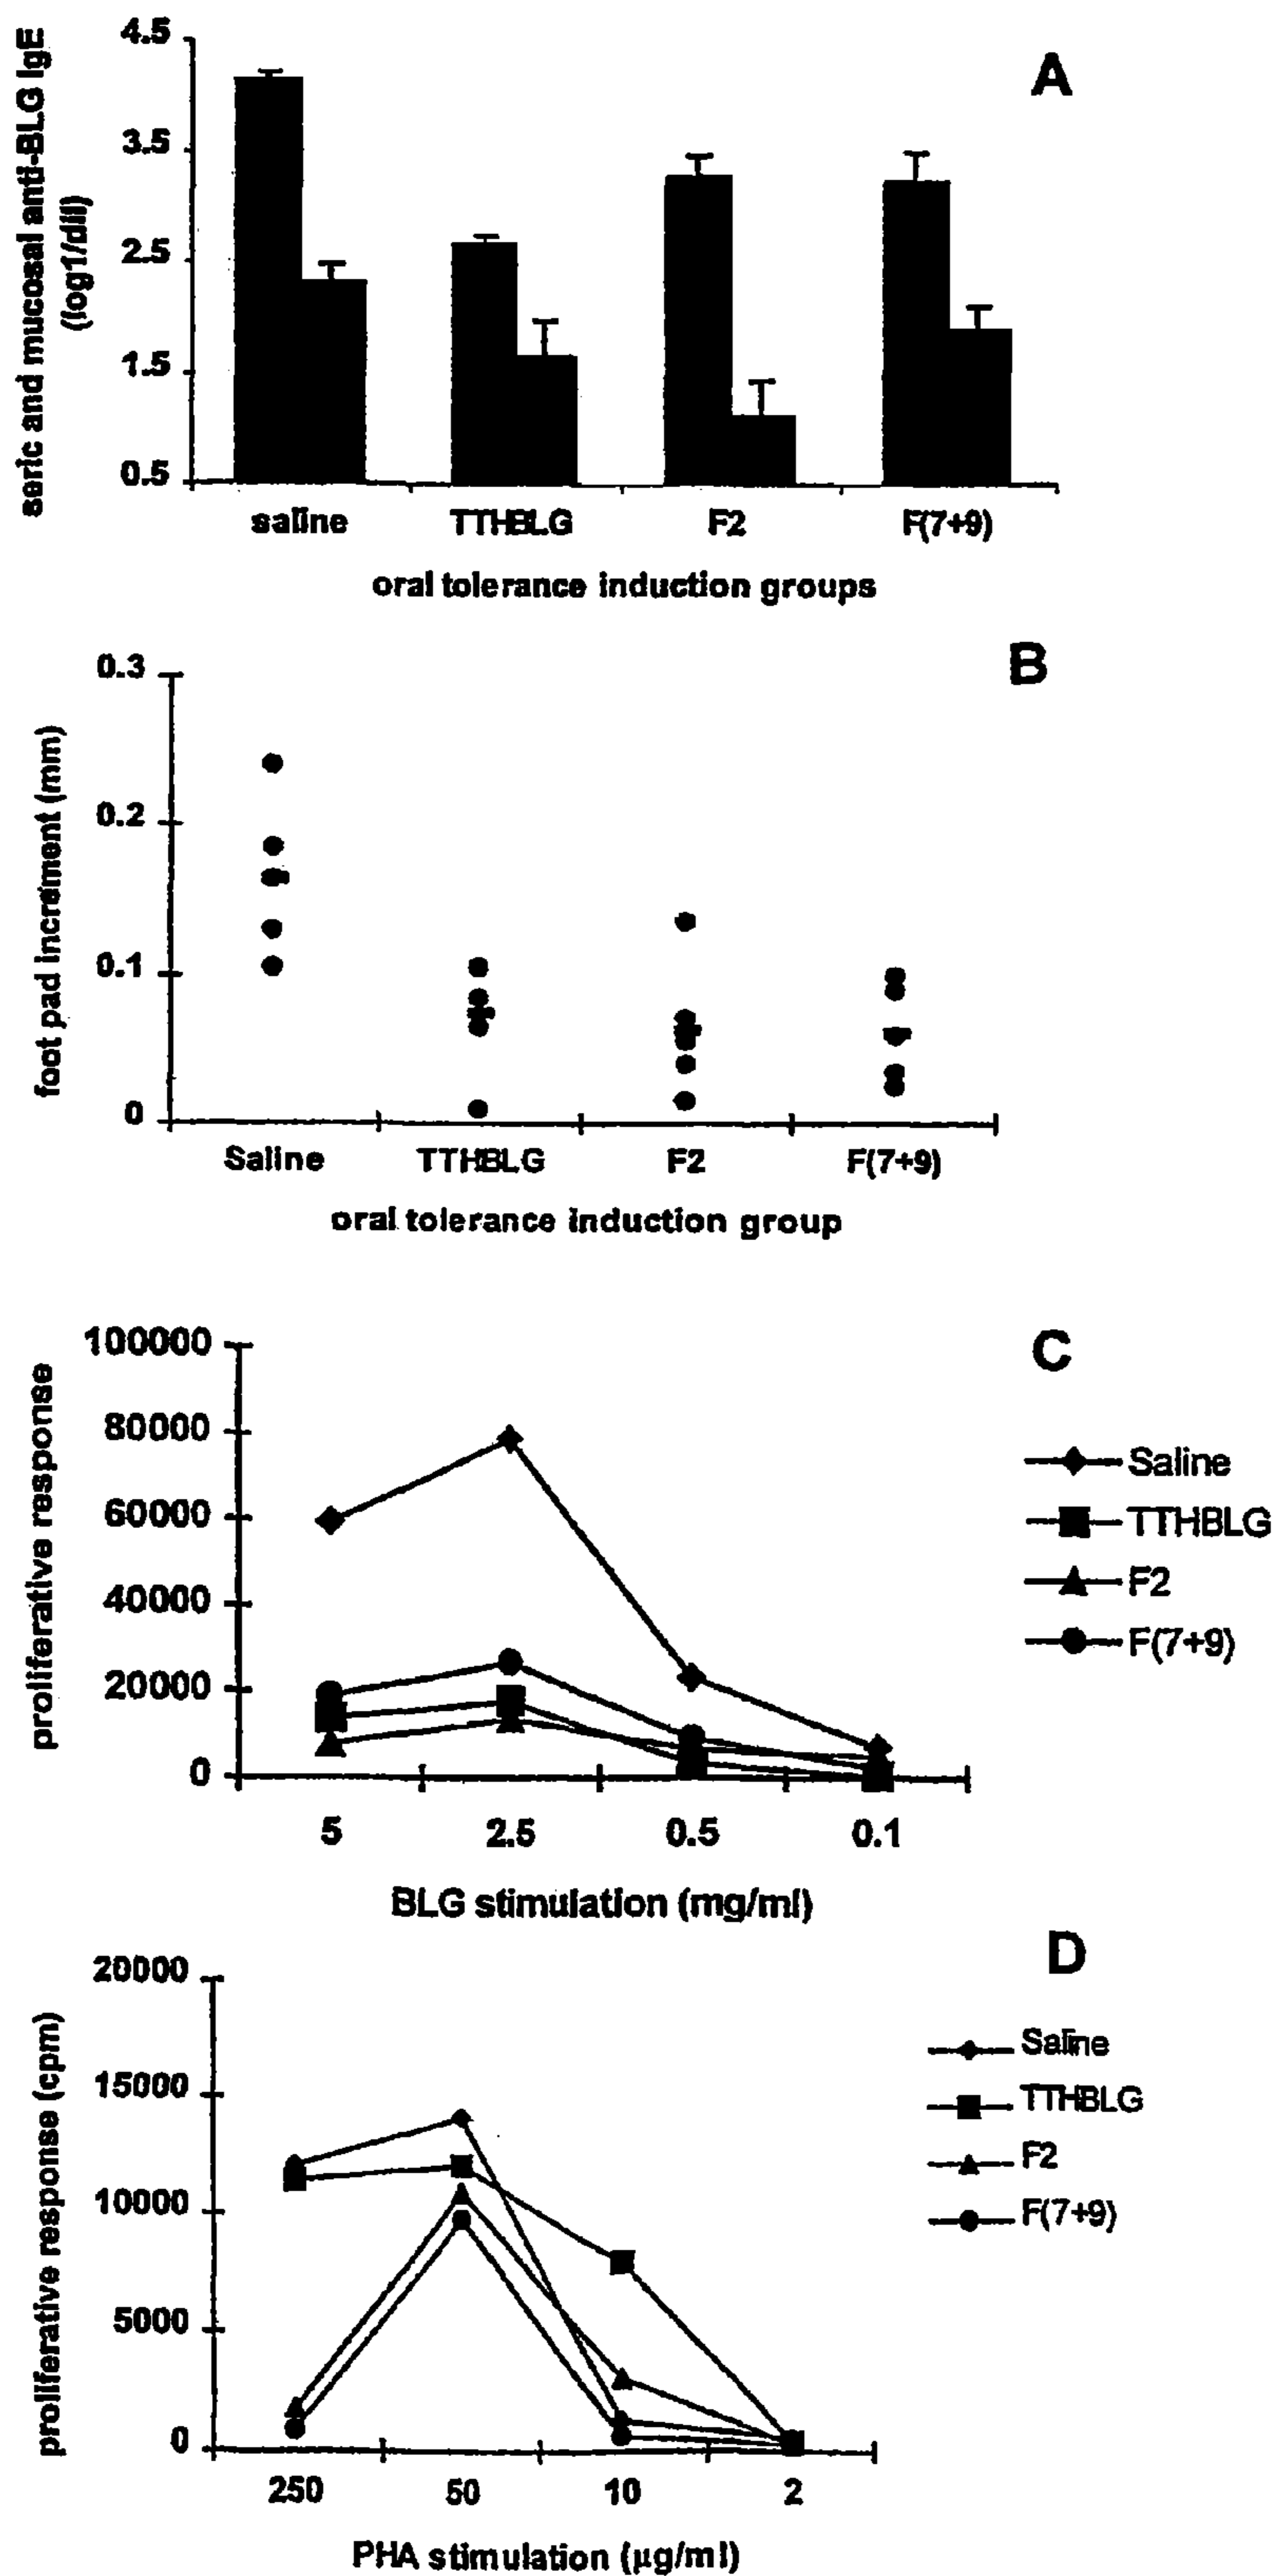 A
seric and mucosal anti-BLG IgE
(log1/dil)
4.5
3.5
2.5
1.5
0.5
saline TTHBLG F2 F(7+9)
oral tolerance induction groups
B
foot pad increment (mm)
0.3
0.2
0.1
0
Saline TTHBLG F2 F(7+9)
oral tolerance induction group
C
proliferative response
100000
80000
60000
40000
20000
0
5 2.5 0.5 0.1
BLG stimulation (mg/ml)
Saline
TTHBLG
F2
F(7+9)
D
proliferative response (cpm)
20000
15000
10000
5000
0
250 50 10 2
PHA stimulation (µg/ml)
Saline
TTHBLG
F2
F(7+9)